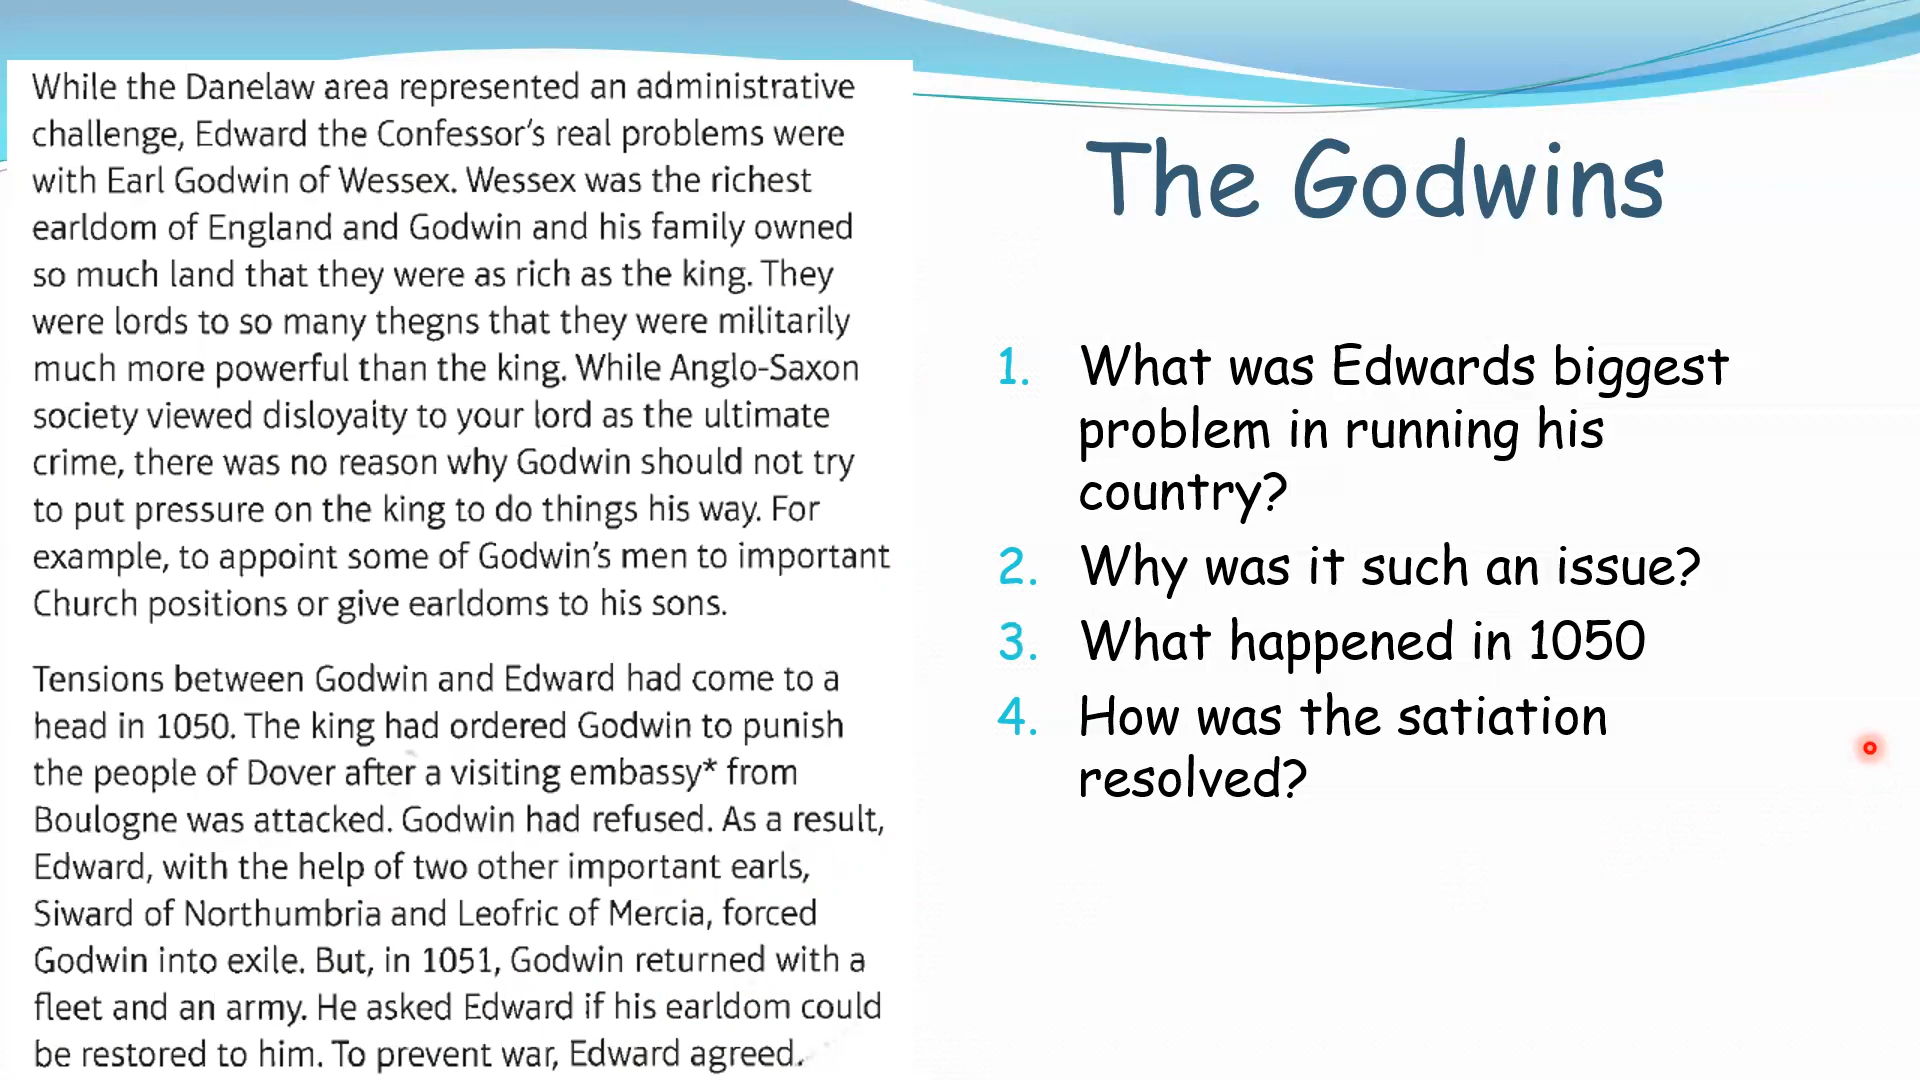 While the Danelaw area represented an administrative
challenge, Edward the Confessor's real problems were
with Earl Godwin of Wessex. Wessex was the richest
earldom of England and Godwin and his family owned
so much land that they were as rich as the king. They
were lords to so many thegns that they were militarily
much more powerful than the king. While Anglo-Saxon
society viewed disloyalty to your lord as the ultimate
crime, there was no reason why Godwin should not try
to put pressure on the king to do things his way. For
example, to appoint some of Godwin's men to important
Church positions or give earldoms to his sons.
Tensions between Godwin and Edward had come to a
head in 1050. The king had ordered Godwin to punish
the people of Dover after a visiting embassy* from
Boulogne was attacked. Godwin had refused. As a result,
Edward, with the help of two other important earls,
Siward of Northumbria and Leofric of Mercia, forced
Godwin into exile. But, in 1051, Godwin returned with a
fleet and an army. He asked Edward if his earldom could
be restored to him. To prevent war, Edward agreed.
The Godwins
1. What was Edwards biggest
problem in running his
country?
2. Why was it such an issue?
3. What happened in 1050
4. How was the satiation
resolved?